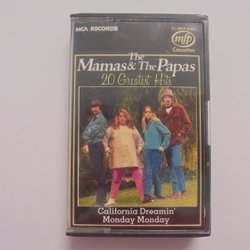 MCA RECORDS
mfp
Cassettes
The
Mamas & The Papas
20 Greatest Hits
California Dreamin'
Monday Monday